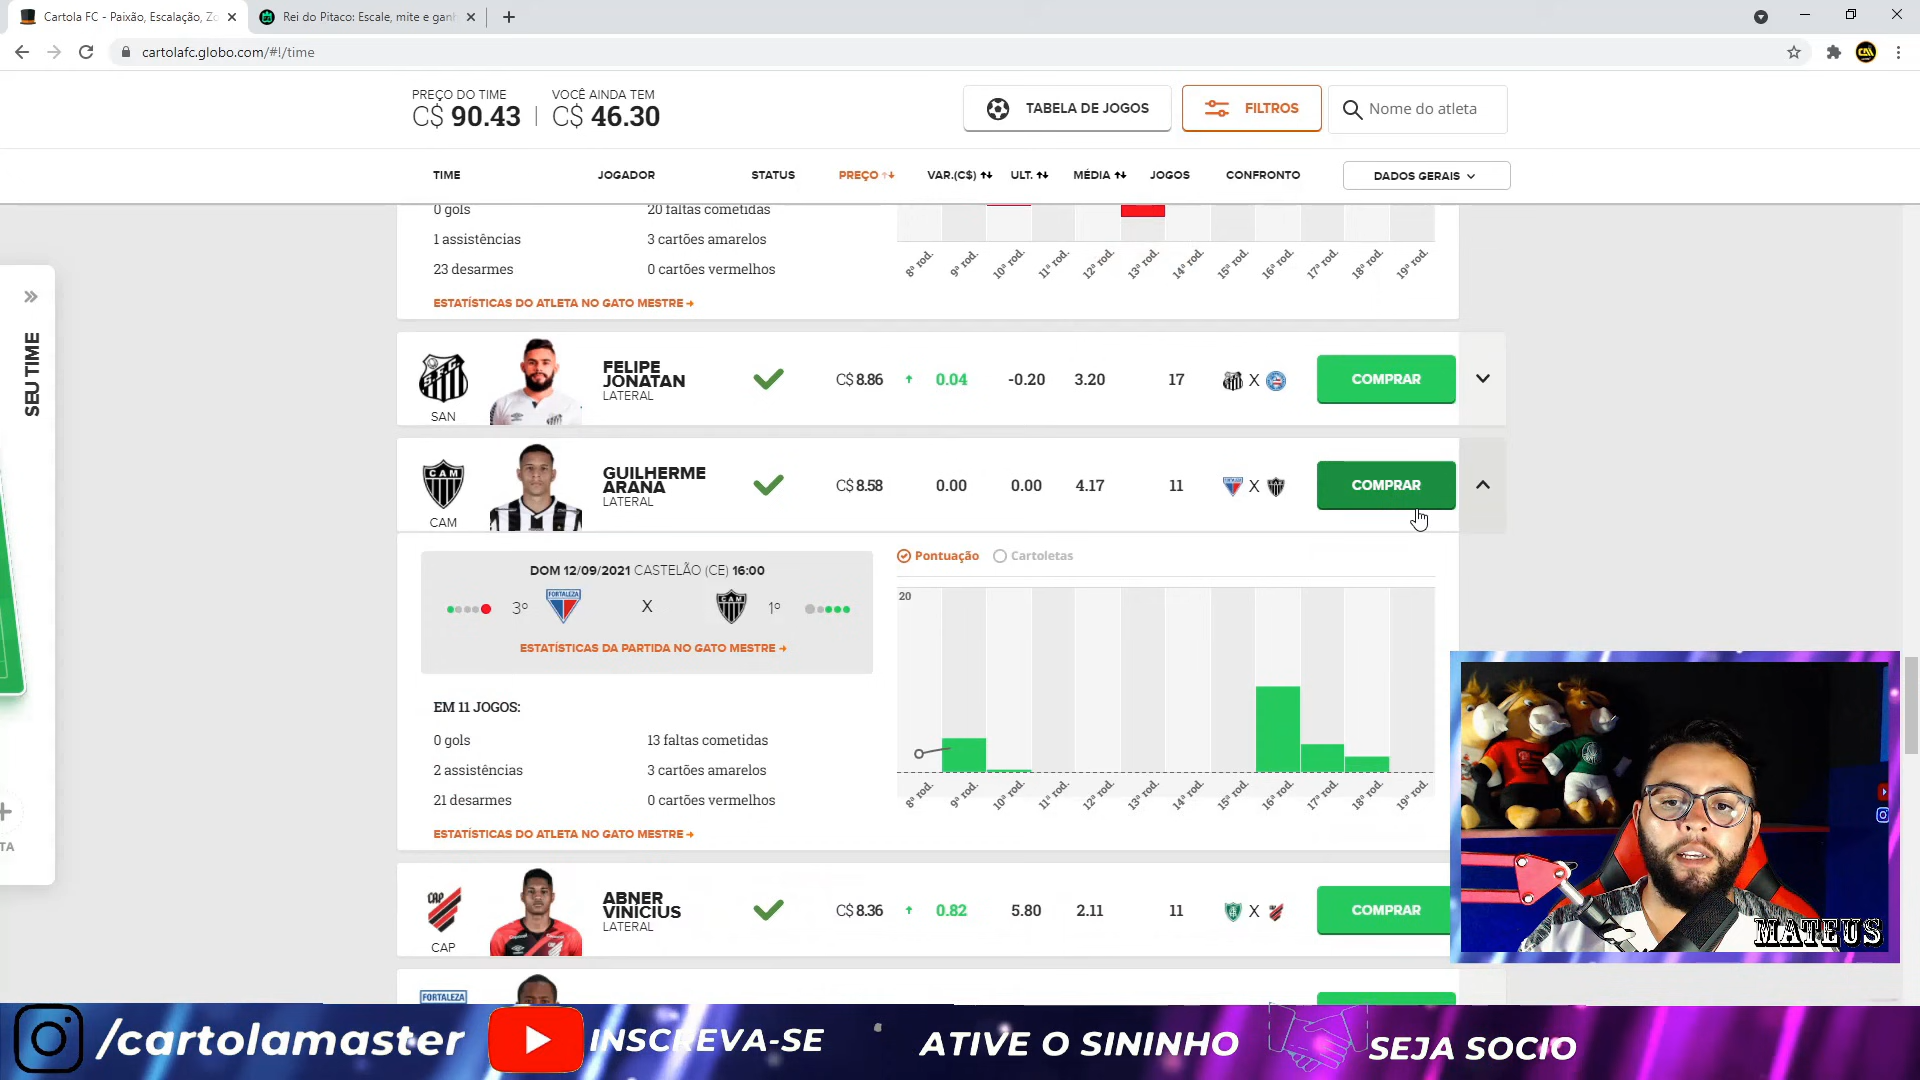 Cartola FC - Paixão, Escalação, Zo
Rei do Pitaco: Escale, mite e ganh
cartolafc.globo.com/#!/time
PREÇO DO TIME
C$ 90.43
VOCÊ AINDA TEM
C$ 46.30
TABELA DE JOGOS
FILTROS
Nome do atleta
TIME JOGADOR STATUS PREÇO VAR.(C$) ULT. MÉDIA JOGOS CONFRONTO DADOS GERAIS
0 gols 20 faltas cometidas
1 assistências 3 cartões amarelos
23 desarmes 0 cartões vermelhos
8ª rod. 9ª rod. 10ª rod. 11ª rod. 12ª rod. 13ª rod. 14ª rod. 15ª rod. 16ª rod. 17ª rod. 18ª rod. 19ª rod.
ESTATÍSTICAS DO ATLETA NO GATO MESTRE
SEU TIME
SAN
FELIPE
JONATAN
LATERAL
C$ 8.86 0.04 -0.20 3.20 17 X COMPRAR
CAM
GUILHERME
ARANA
LATERAL
C$ 8.58 0.00 0.00 4.17 11 X COMPRAR
DOM 12/09/2021 CASTELÃO (CE) 16:00
3º FORTALEZA X CAM 1º
ESTATÍSTICAS DA PARTIDA NO GATO MESTRE
Pontuação Cartoletas
20
EM 11 JOGOS:
0 gols 13 faltas cometidas
2 assistências 3 cartões amarelos
21 desarmes 0 cartões vermelhos
8ª rod. 9ª rod. 10ª rod. 11ª rod. 12ª rod. 13ª rod. 14ª rod. 15ª rod. 16ª rod. 17ª rod. 18ª rod. 19ª rod.
ESTATÍSTICAS DO ATLETA NO GATO MESTRE
TA
CAP
CAP
ABNER
VINÍCIUS
LATERAL
C$ 8.36 0.82 5.80 2.11 11 X COMPRAR
FORTALEZA
MATEUS
/cartolamaster
INSCREVA-SE
ATIVE O SININHO
SEJA SOCIO